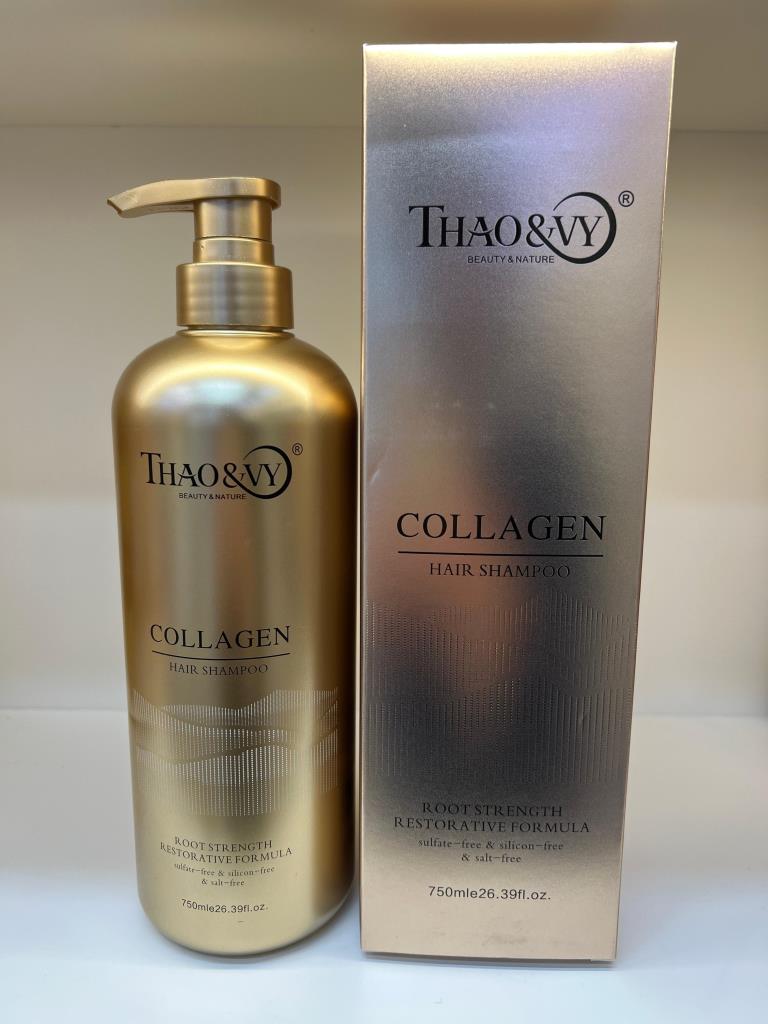 THAO&VY®
BEAUTY & NATURE
COLLAGEN
HAIR SHAMPOO
ROOT STRENGTH
RESTORATIVE FORMULA
sulfate-free & silicon-free
& salt-free
750mle26.39fl.oz.
THAO&VY®
BEAUTY & NATURE
COLLAGEN
HAIR SHAMPOO
ROOT STRENGTH
RESTORATIVE FORMULA
sulfate-free & silicon-free
& salt-free
750mle26.39fl.oz.